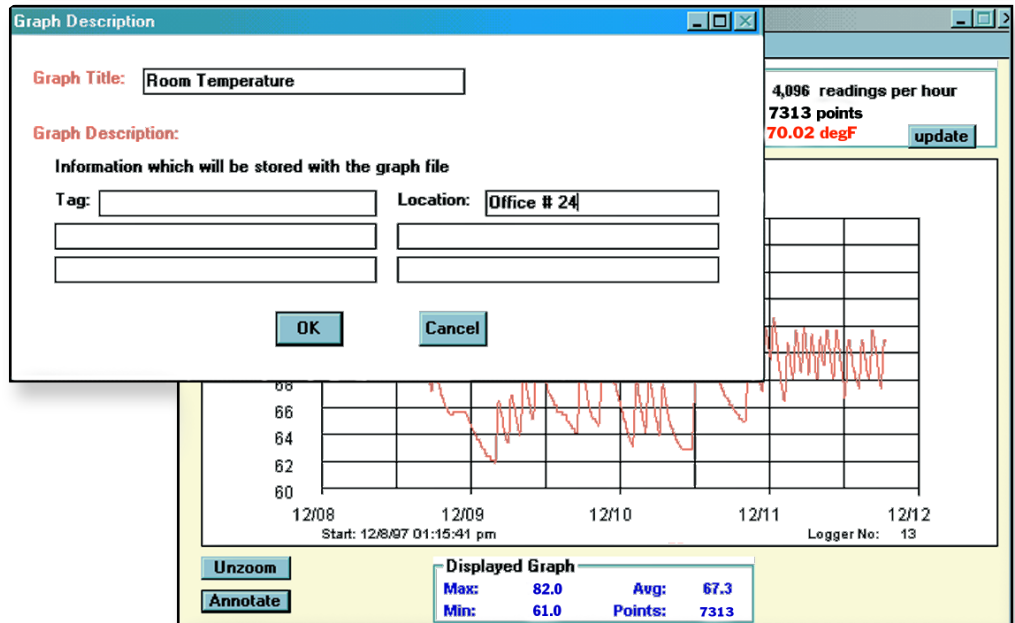 Graph Description
Graph Title: Room Temperature
Graph Description:
Information which will be stored with the graph file
Tag: Location: Office # 24
OK Cancel
4,096 readings per hour
7313 points
70.02 degF update
68
66
64
62
60
12/08 12/09 12/10 12/11 12/12
Start: 12/8/97 01:15:41 pm Logger No: 13
Unzoom
Annotate
Displayed Graph
Max: 82.0 Avg: 67.3
Min: 61.0 Points: 7313